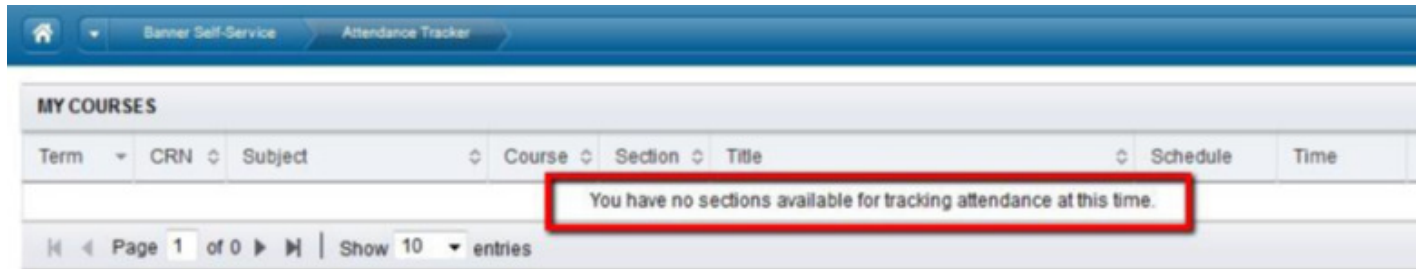 Banner Self-Service Attendance Tracker
MY COURSES
Term CRN Subject Course Section Title Schedule Time
You have no sections available for tracking attendance at this time.
Page 1 of 0 | Show 10 entries